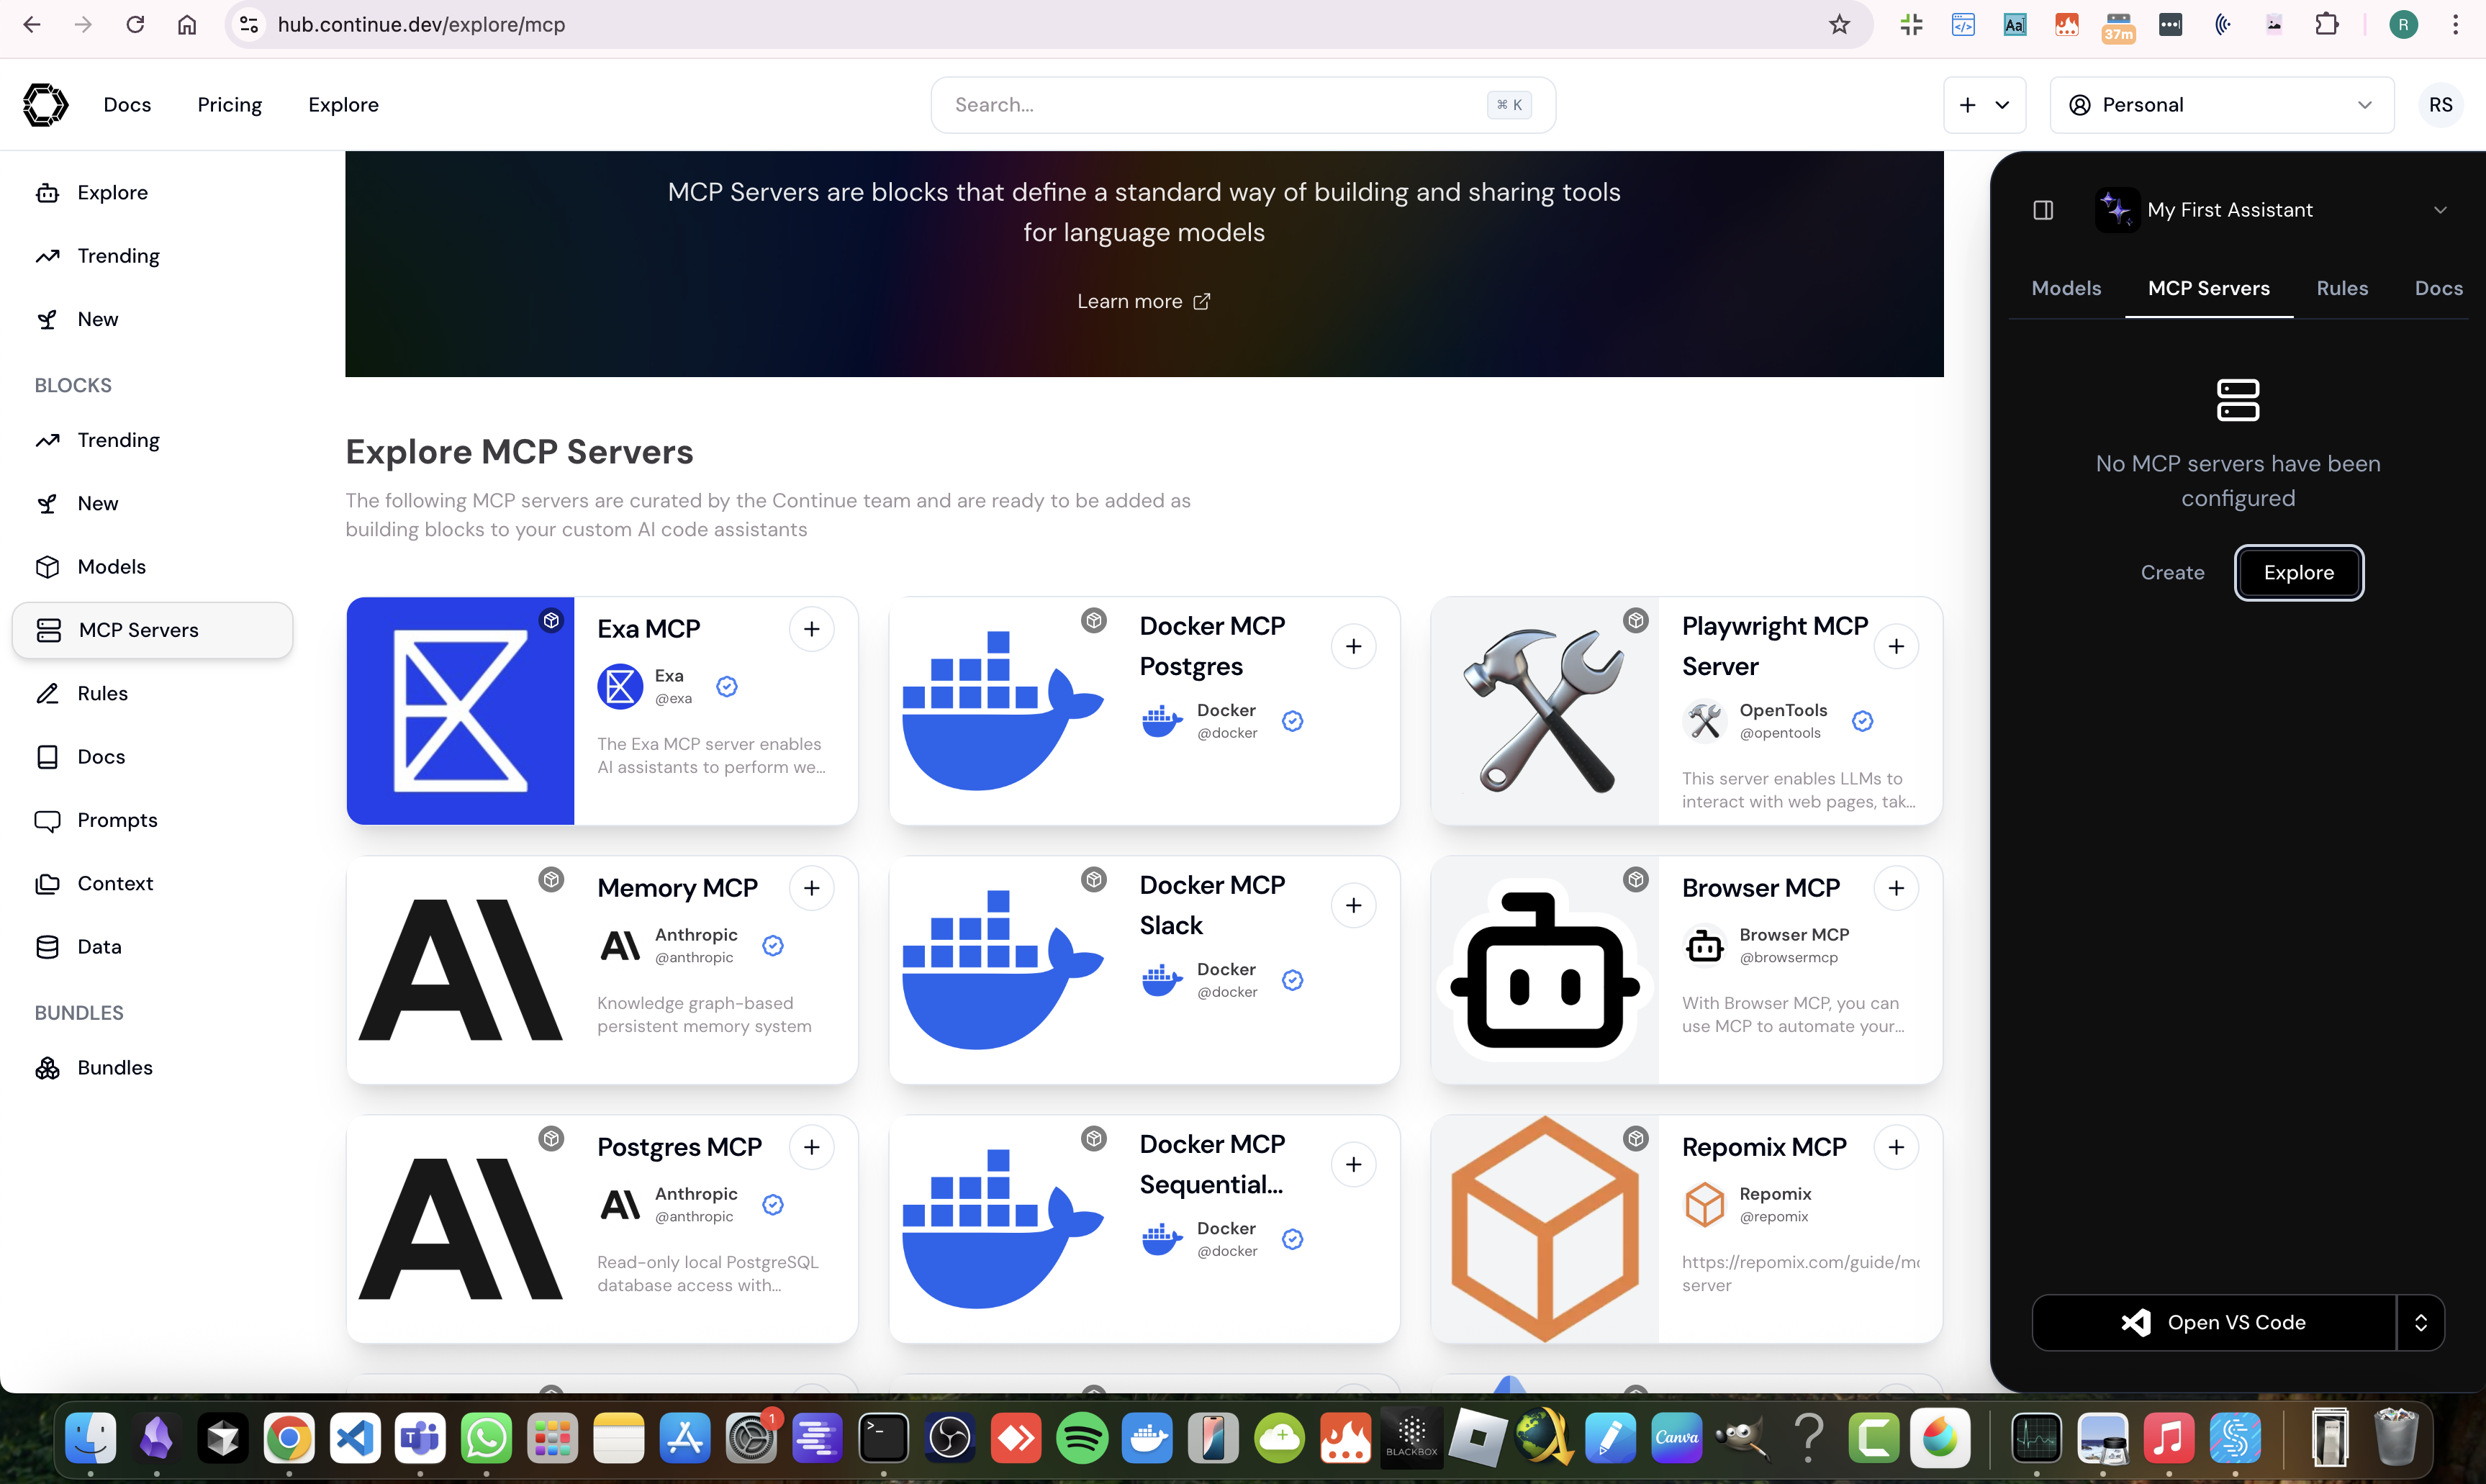 hub.continue.dev/explore/mcp
37m
R
Docs
Pricing
Explore
Search...
⌘ K
Personal
RS
Explore
Trending
New
BLOCKS
Trending
New
Models
MCP Servers
Rules
Docs
Prompts
Context
Data
BUNDLES
Bundles
MCP Servers are blocks that define a standard way of building and sharing tools
for language models
Learn more
Explore MCP Servers
The following MCP servers are curated by the Continue team and are ready to be added as
building blocks to your custom AI code assistants
Exa MCP
Exa
@exa
The Exa MCP server enables
AI assistants to perform we...
Docker MCP
Postgres
Docker
@docker
Playwright MCP
Server
OpenTools
@opentools
This server enables LLMs to
interact with web pages, tak...
Memory MCP
Anthropic
@anthropic
Knowledge graph-based
persistent memory system
Docker MCP
Slack
Docker
@docker
Browser MCP
Browser MCP
@browsermcp
With Browser MCP, you can
use MCP to automate your...
Postgres MCP
Anthropic
@anthropic
Read-only local PostgreSQL
database access with...
Docker MCP
Sequential...
Docker
@docker
Repomix MCP
Repomix
@repomix
https://repomix.com/guide/mc
server
My First Assistant
Models
MCP Servers
Rules
Docs
No MCP servers have been
configured
Create
Explore
Open VS Code
1
BLACKBOX
Canva